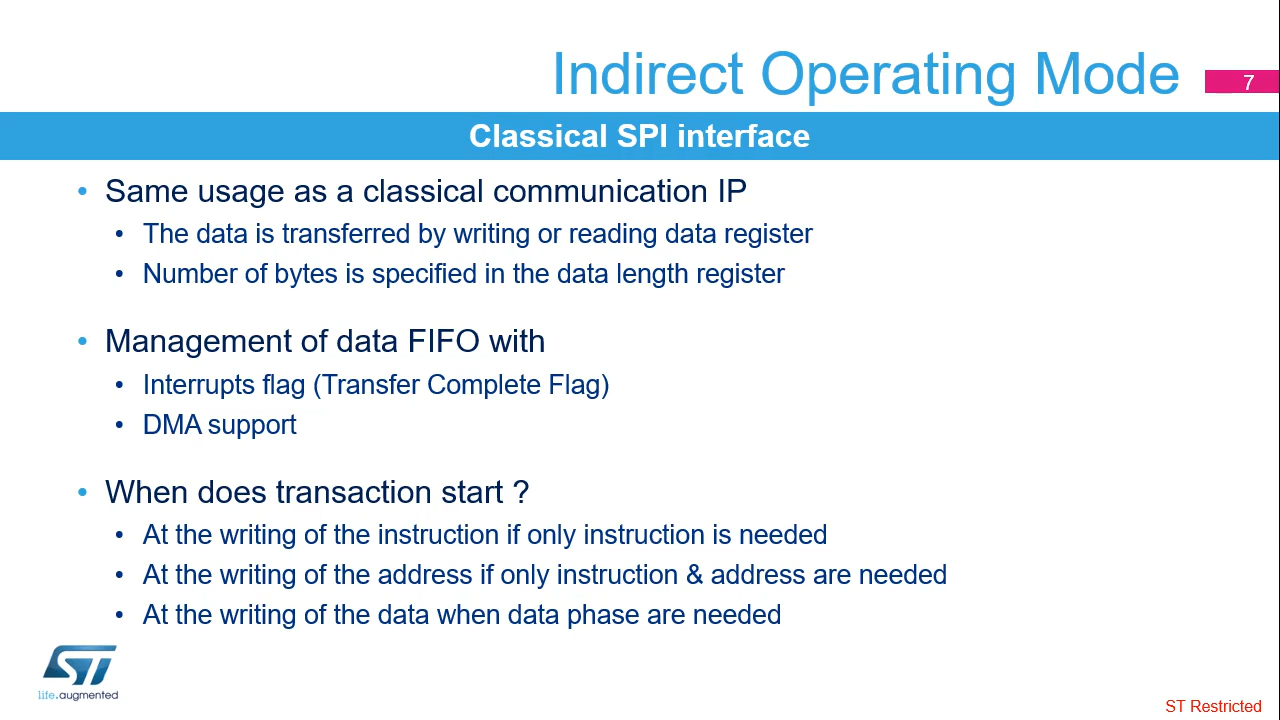 Indirect Operating Mode
7
Classical SPI interface
• Same usage as a classical communication IP
• The data is transferred by writing or reading data register
• Number of bytes is specified in the data length register
• Management of data FIFO with
• Interrupts flag (Transfer Complete Flag)
• DMA support
• When does transaction start ?
• At the writing of the instruction if only instruction is needed
• At the writing of the address if only instruction & address are needed
• At the writing of the data when data phase are needed
ST
life.augmented
ST Restricted